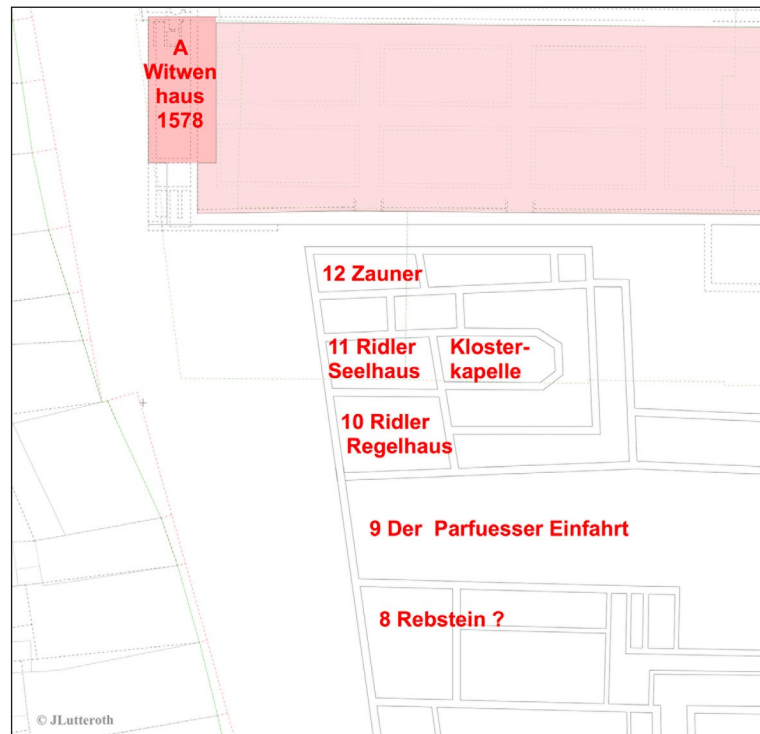 A
Witwen
haus
1578
12 Zauner
11 Ridler
Seelhaus
Kloster-
kapelle
10 Ridler
Regelhaus
9 Der Parfuesser Einfahrt
8 Rebstein ?
© JLutteroth